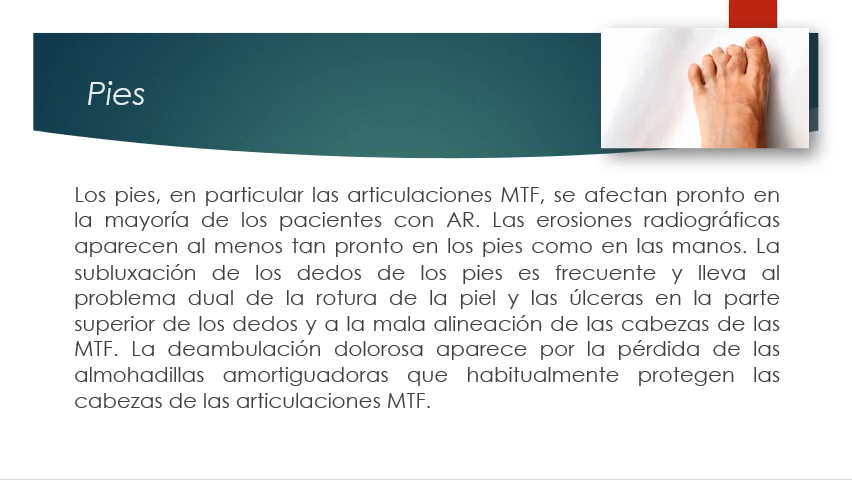 Pies
Los pies, en particular las articulaciones MTF, se afectan pronto en
la mayoría de los pacientes con AR. Las erosiones radiográficas
aparecen al menos tan pronto en los pies como en las manos. La
subluxación de los dedos de los pies es frecuente y lleva al
problema dual de la rotura de la piel y las úlceras en la parte
superior de los dedos y a la mala alineación de las cabezas de las
MTF. La deambulación dolorosa aparece por la pérdida de las
almohadillas amortiguadoras que habitualmente protegen las
cabezas de las articulaciones MTF.